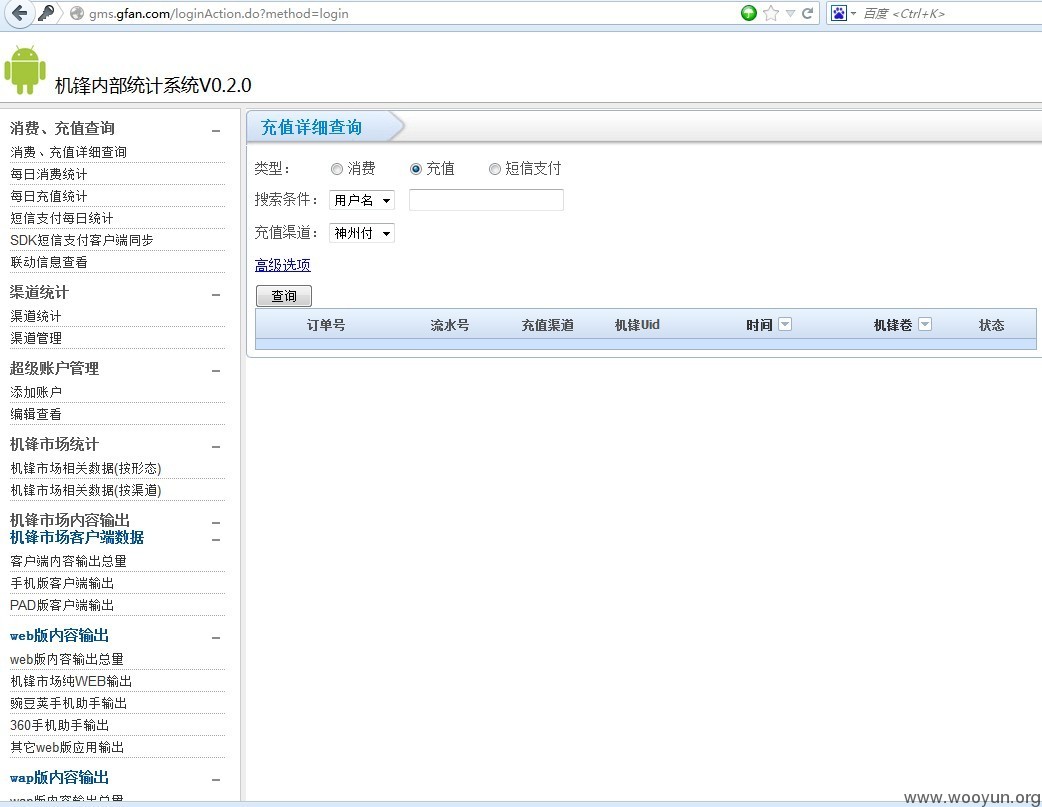 gms.gfan.com/loginAction.do?method=login
百度 <Ctrl+K>
机锋内部统计系统V0.2.0
消费、充值查询
消费、充值详细查询
每日消费统计
每日充值统计
短信支付每日统计
SDK短信支付客户端同步
联动信息查看
渠道统计
渠道统计
渠道管理
超级账户管理
添加账户
编辑查看
机锋市场统计
机锋市场相关数据(按形态)
机锋市场相关数据(按渠道)
机锋市场内容输出
机锋市场客户端数据
客户端内容输出总量
手机版客户端输出
PAD版客户端输出
web版内容输出
web版内容输出总量
机锋市场纯WEB输出
豌豆荚手机助手输出
360手机助手输出
其它web版应用输出
wap版内容输出
wap版内容输出总量
充值详细查询
类型： 消费 充值 短信支付
搜索条件： 用户名
充值渠道： 神州付
高级选项
查询
订单号 流水号 充值渠道 机锋Uid 时间 机锋卷 状态
www.wooyun.org